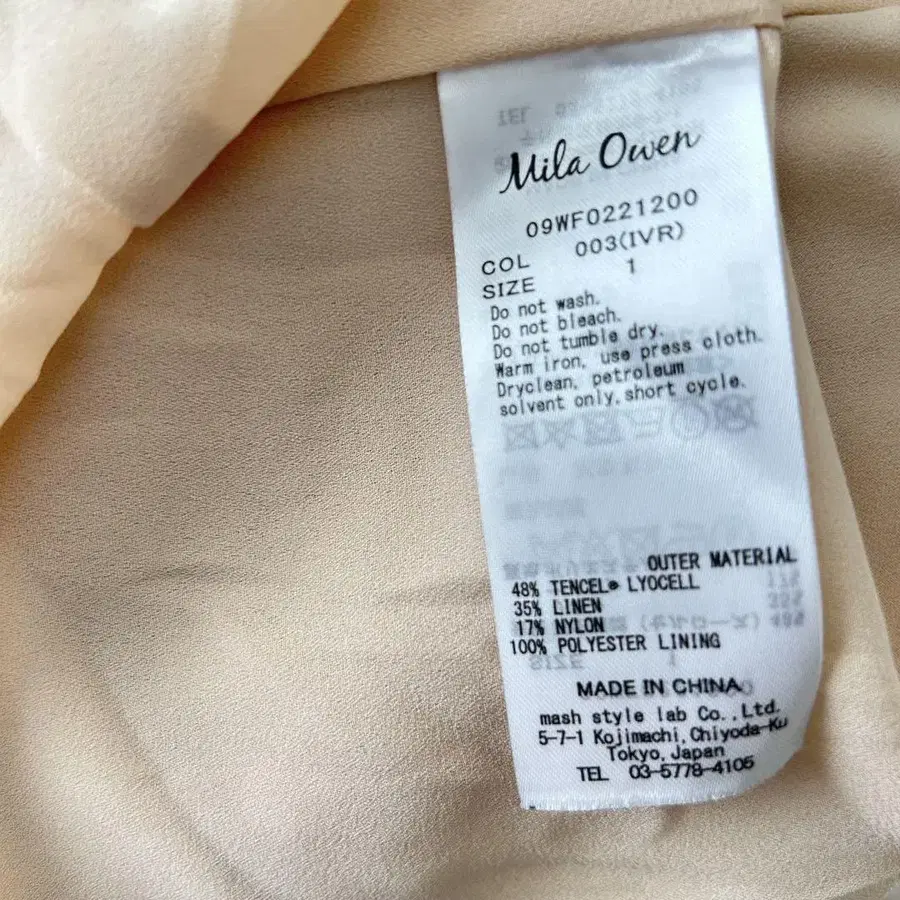 Mila Owen
09WF0221200
COL 003(IVR)
SIZE 1
Do not wash.
Do not bleach.
Do not tumble dry.
Warm iron, use press cloth.
Dryclean, petroleum
solvent only,short cycle.
OUTER MATERIAL
48% TENCEL® LYOCELL
35% LINEN
17% NYLON
100% POLYESTER LINING
MADE IN CHINA
mash style lab Co.,Ltd.
5-7-1 Kojimachi,Chiyoda-Ku
Tokyo,Japan
TEL 03-5778-4105